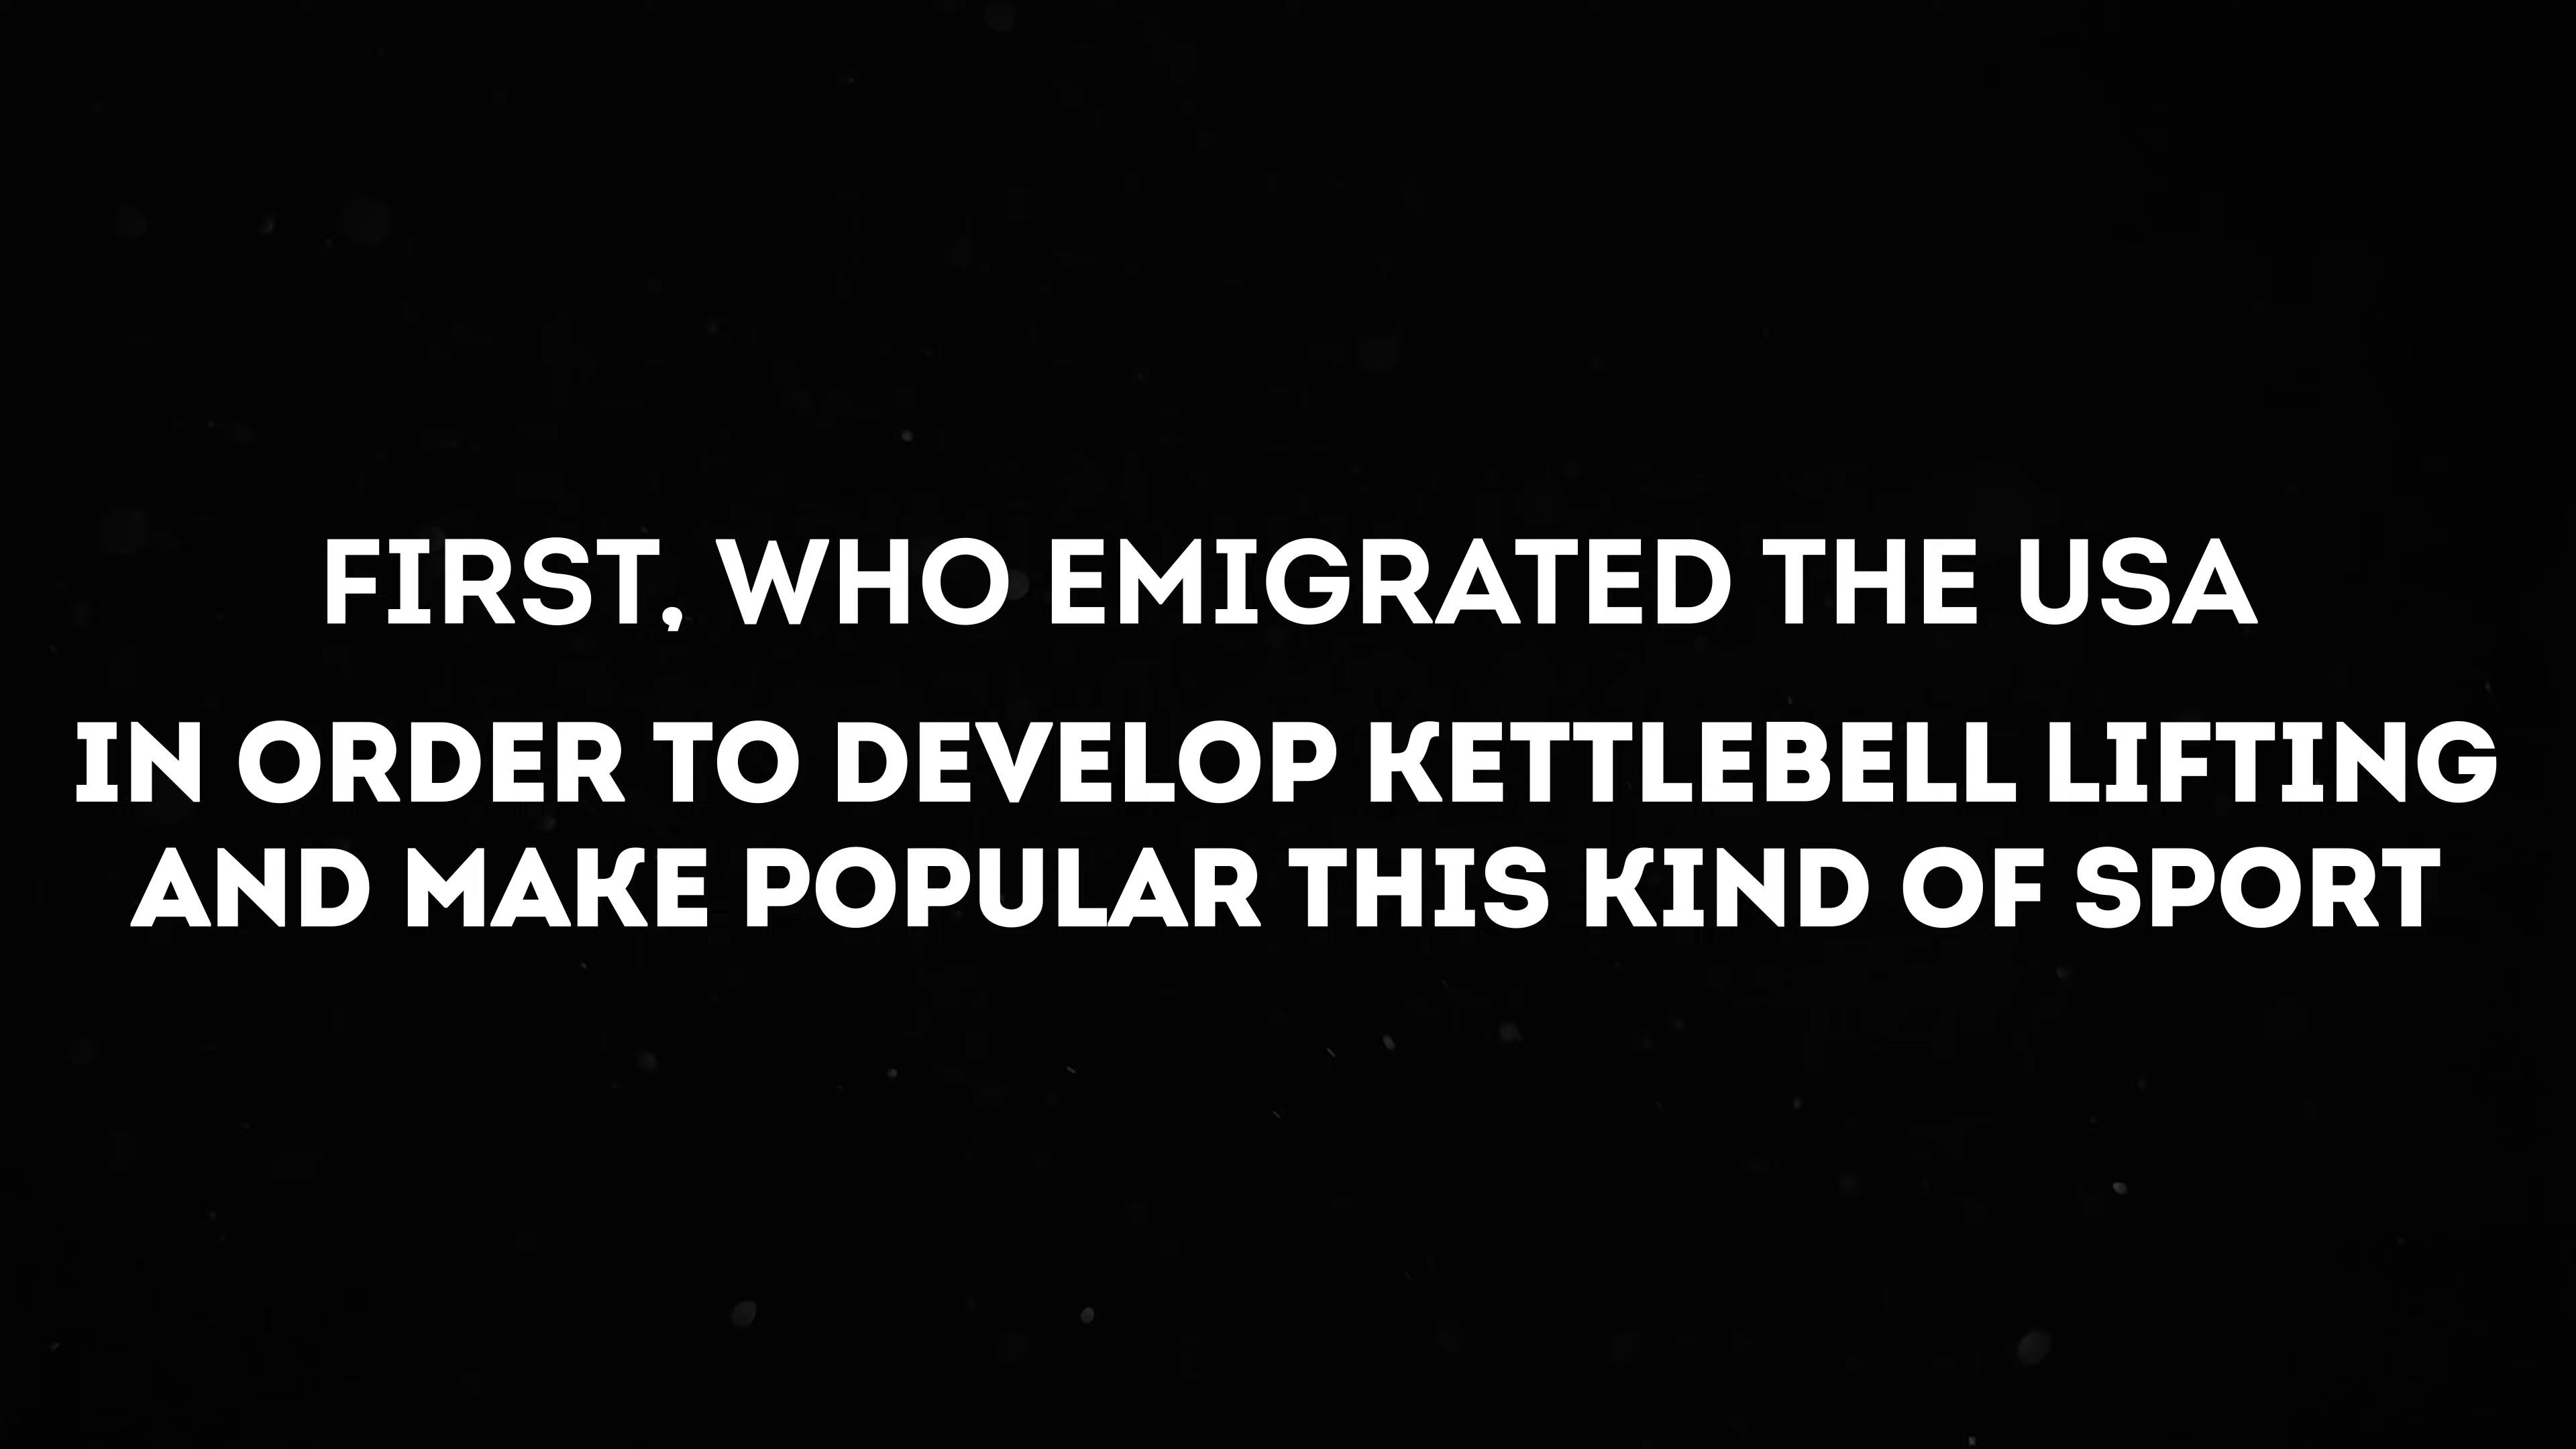 FIRST, WHO EMIGRATED THE USA
IN ORDER TO DEVELOP KETTLEBELL LIFTING
AND MAKE POPULAR THIS KIND OF SPORT